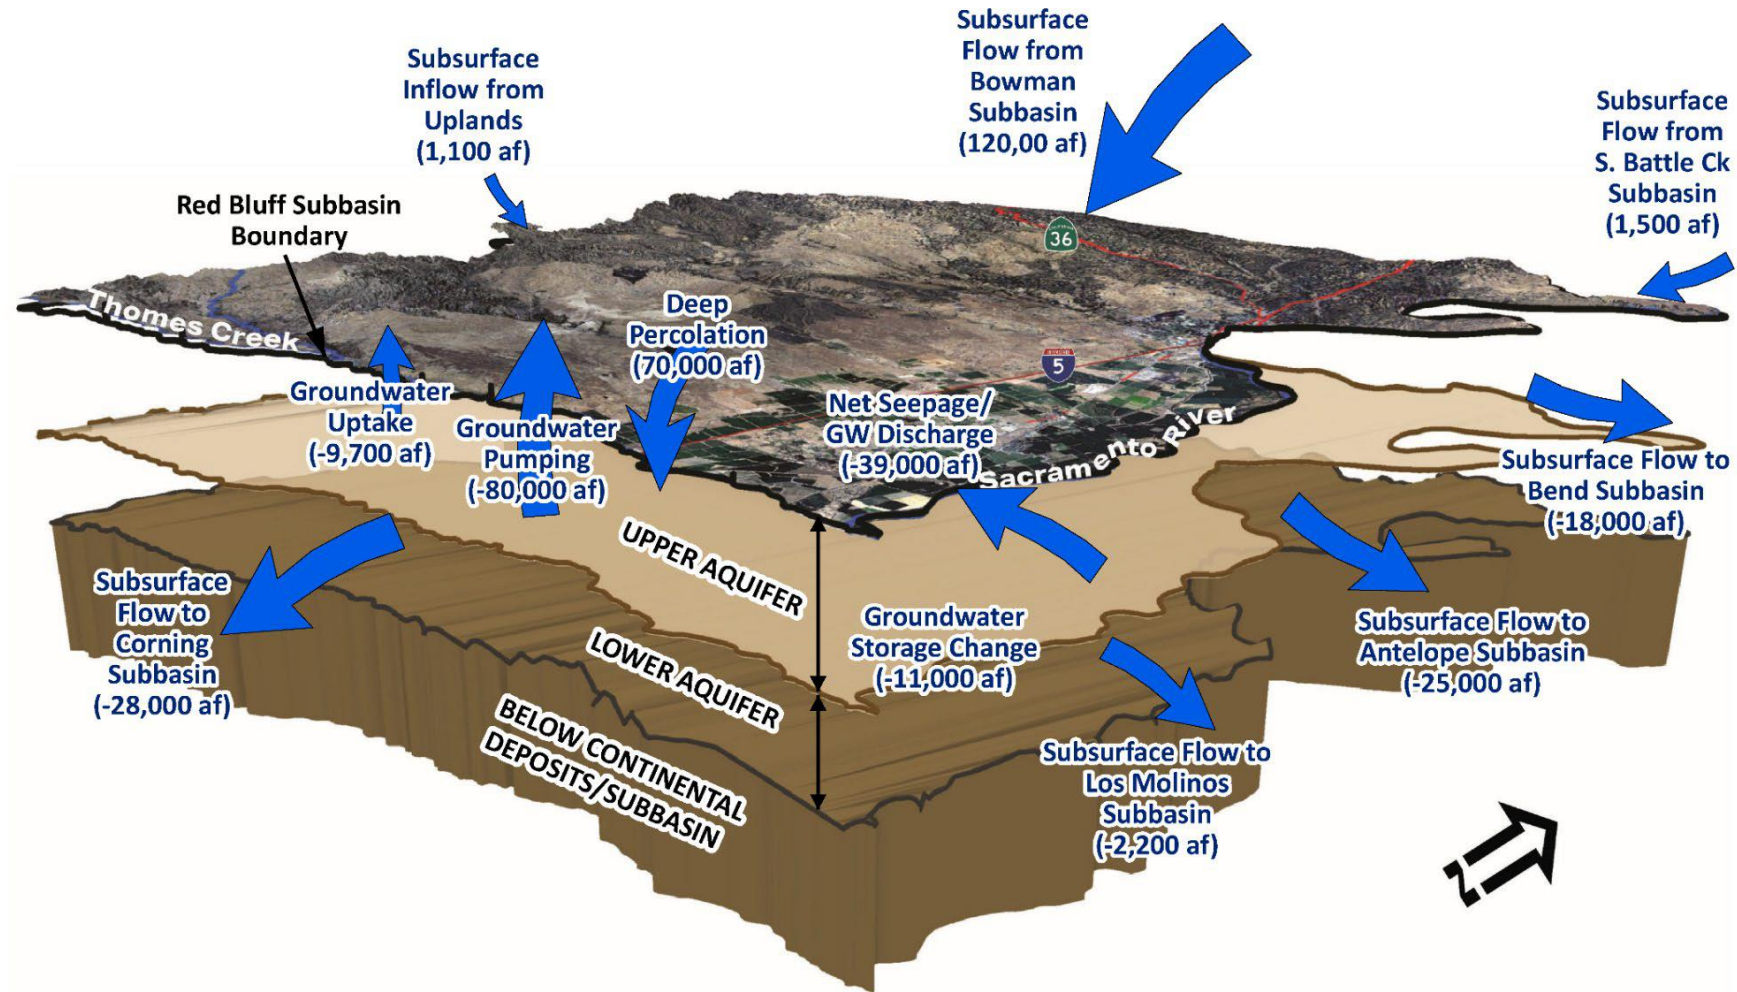 Subsurface
Inflow from
Uplands
(1,100 af)
Subsurface
Flow from
Bowman
Subbasin
(120,00 af)
Subsurface
Flow from
S. Battle Ck
Subbasin
(1,500 af)
Red Bluff Subbasin
Boundary
36
Thomes Creek
Deep
Percolation
(70,000 af)
5
Groundwater
Uptake
(-9,700 af)
Groundwater
Pumping
(-80,000 af)
Net Seepage/
GW Discharge
(-39,000 af)
Sacramento River
Subsurface Flow to
Bend Subbasin
(-18,000 af)
UPPER AQUIFER
Subsurface
Flow to
Corning
Subbasin
(-28,000 af)
LOWER AQUIFER
Groundwater
Storage Change
(-11,000 af)
Subsurface Flow to
Antelope Subbasin
(-25,000 af)
BELOW CONTINENTAL
DEPOSITS/SUBBASIN
Subsurface Flow to
Los Molinos
Subbasin
(-2,200 af)
N